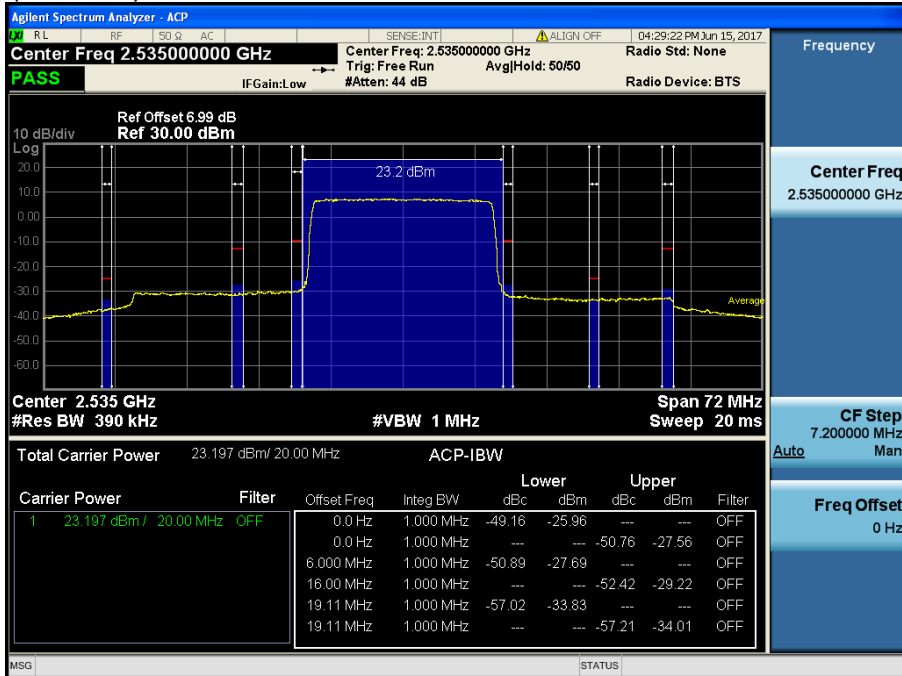 Agilent Spectrum Analyzer - ACP
LXI RL RF 50 Ω AC SENSE:INT ALIGN OFF 04:29:22 PM Jun 15, 2017
Center Freq 2.535000000 GHz
Center Freq: 2.535000000 GHz
Radio Std: None
Trig: Free Run Avg|Hold: 50/50
PASS
IFGain:Low
#Atten: 44 dB
Radio Device: BTS
Ref Offset 6.99 dB
10 dB/div Ref 30.00 dBm
Log
20.0
23.2 dBm
10.0
0.00
-10.0
-20.0
-30.0
Average
-40.0
-50.0
-60.0
Center 2.535 GHz Span 72 MHz
#Res BW 390 kHz #VBW 1 MHz Sweep 20 ms
Total Carrier Power 23.197 dBm/ 20.00 MHz ACP-IBW
Lower Upper
Carrier Power Filter Offset Freq Integ BW dBc dBm dBc dBm Filter
1 23.197 dBm / 20.00 MHz OFF 0.0 Hz 1.000 MHz -49.16 -25.96 --- --- OFF
0.0 Hz 1.000 MHz --- --- -50.76 -27.56 OFF
6.000 MHz 1.000 MHz -50.89 -27.69 --- --- OFF
16.00 MHz 1.000 MHz --- --- -52.42 -29.22 OFF
19.11 MHz 1.000 MHz -57.02 -33.83 --- --- OFF
19.11 MHz 1.000 MHz --- --- -57.21 -34.01 OFF
MSG STATUS
Frequency
Center Freq
2.535000000 GHz
CF Step
7.200000 MHz
Auto Man
Freq Offset
0 Hz